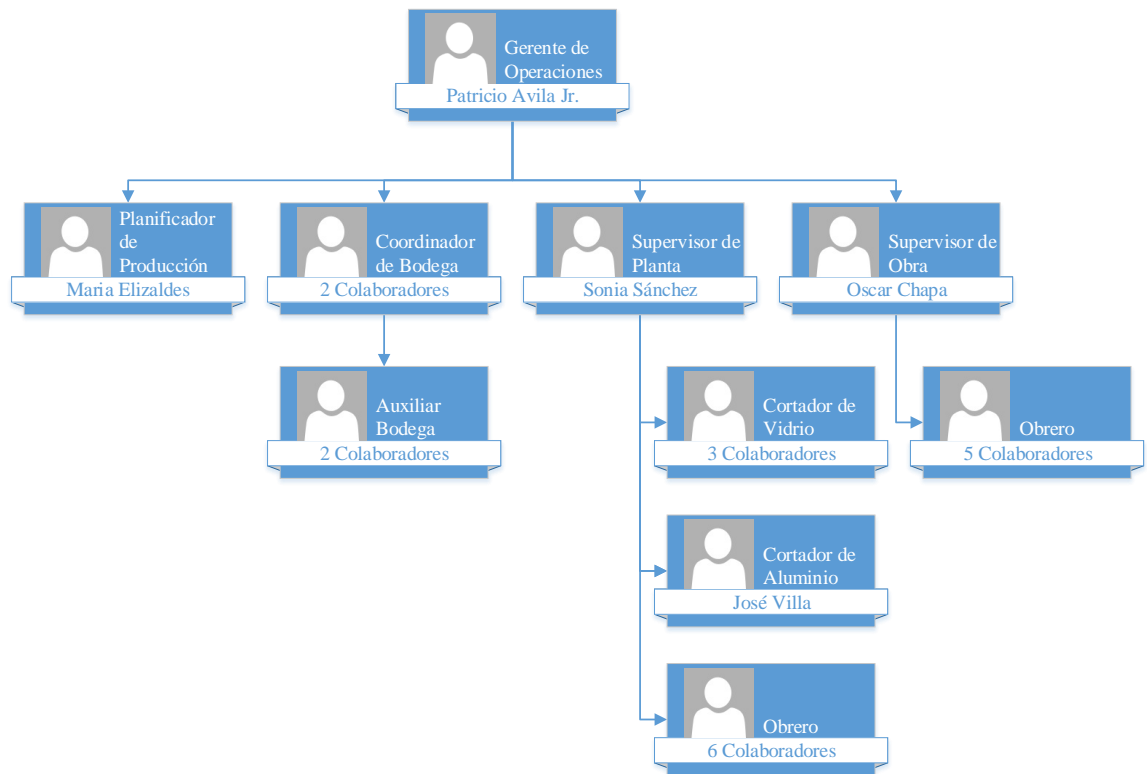 Gerente de
Operaciones
Patricio Avila Jr.
Planificador
de
Producción
Maria Elizaldes
Coordinador
de Bodega
2 Colaboradores
Supervisor de
Planta
Sonia Sánchez
Supervisor de
Obra
Oscar Chapa
Auxiliar
Bodega
2 Colaboradores
Cortador de
Vidrio
3 Colaboradores
Obrero
5 Colaboradores
Cortador de
Aluminio
José Villa
Obrero
6 Colaboradores